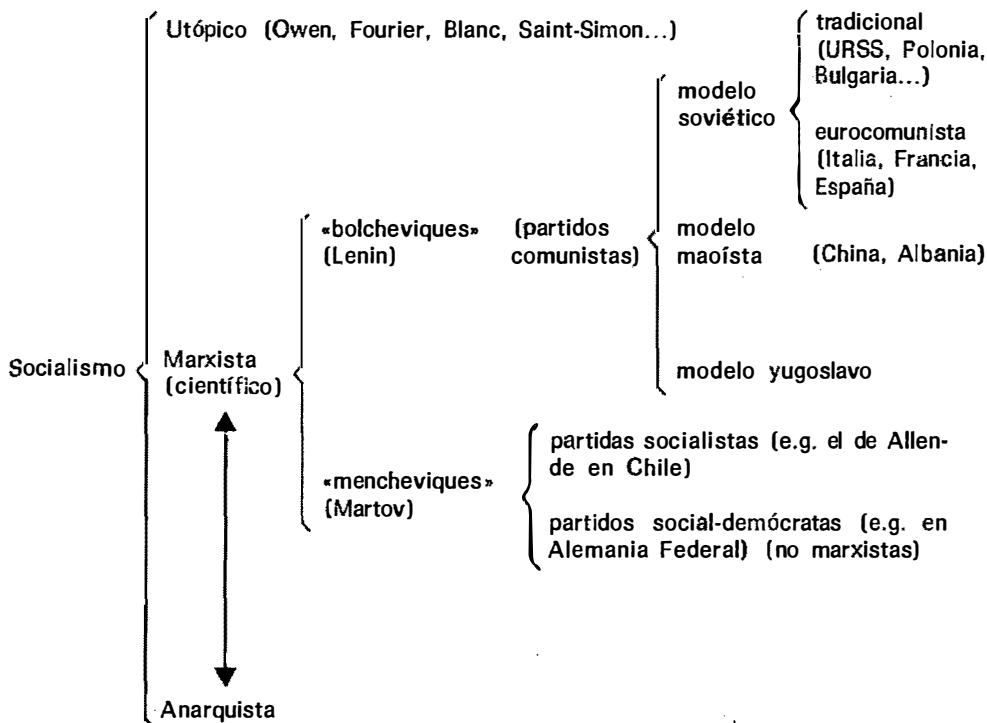 Utópico (Owen, Fourier, Blanc, Saint-Simon...)
tradicional
(URSS, Polonia,
Bulgaria...)
modelo
soviético
eurocomunista
(Italia, Francia,
España)
«bolcheviques»
(Lenin)
(partidos
comunistas)
modelo
maoísta
(China, Albania)
Socialismo
Marxista
(científico)
modelo yugoslavo
«mencheviques»
(Martov)
partidas socialistas (e.g. el de Allen-
de en Chile)
partidos social-demócratas (e.g. en
Alemania Federal) (no marxistas)
Anarquista